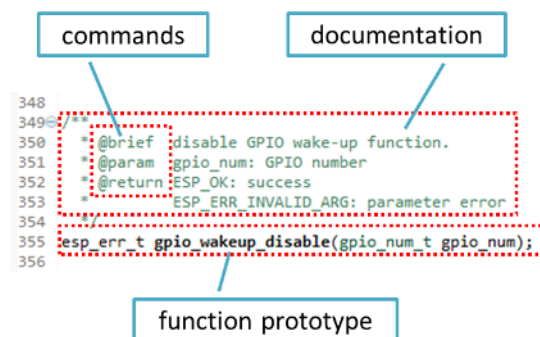 commands
documentation
348
349 /**
350 * @brief disable GPIO wake-up function.
351 * @param gpio_num: GPIO number
352 * @return ESP_OK: success
353 * ESP_ERR_INVALID_ARG: parameter error
354 */
355 esp_err_t gpio_wakeup_disable(gpio_num_t gpio_num);
356
function prototype